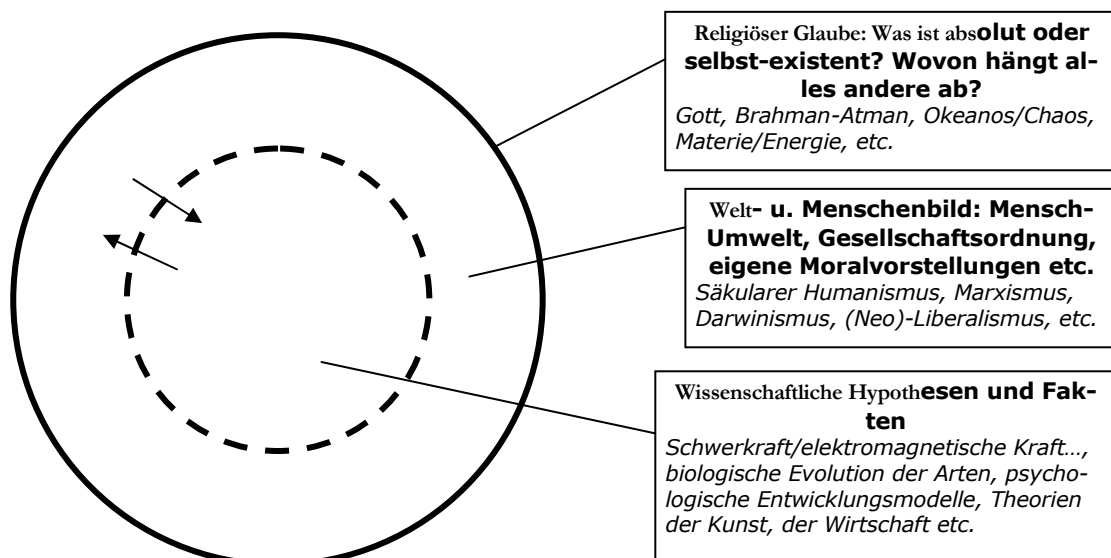 Religiöser Glaube: Was ist absolut oder
selbst-existent? Wovon hängt al-
les andere ab?
Gott, Brahman-Atman, Okeanos/Chaos,
Materie/Energie, etc.
Welt- u. Menschenbild: Mensch-
Umwelt, Gesellschaftsordnung,
eigene Moralvorstellungen etc.
Säkularer Humanismus, Marxismus,
Darwinismus, (Neo)-Liberalismus, etc.
Wissenschaftliche Hypothesen und Fak-
ten
Schwerkraft/elektromagnetische Kraft...,
biologische Evolution der Arten, psycho-
logische Entwicklungsmodelle, Theorien
der Kunst, der Wirtschaft etc.